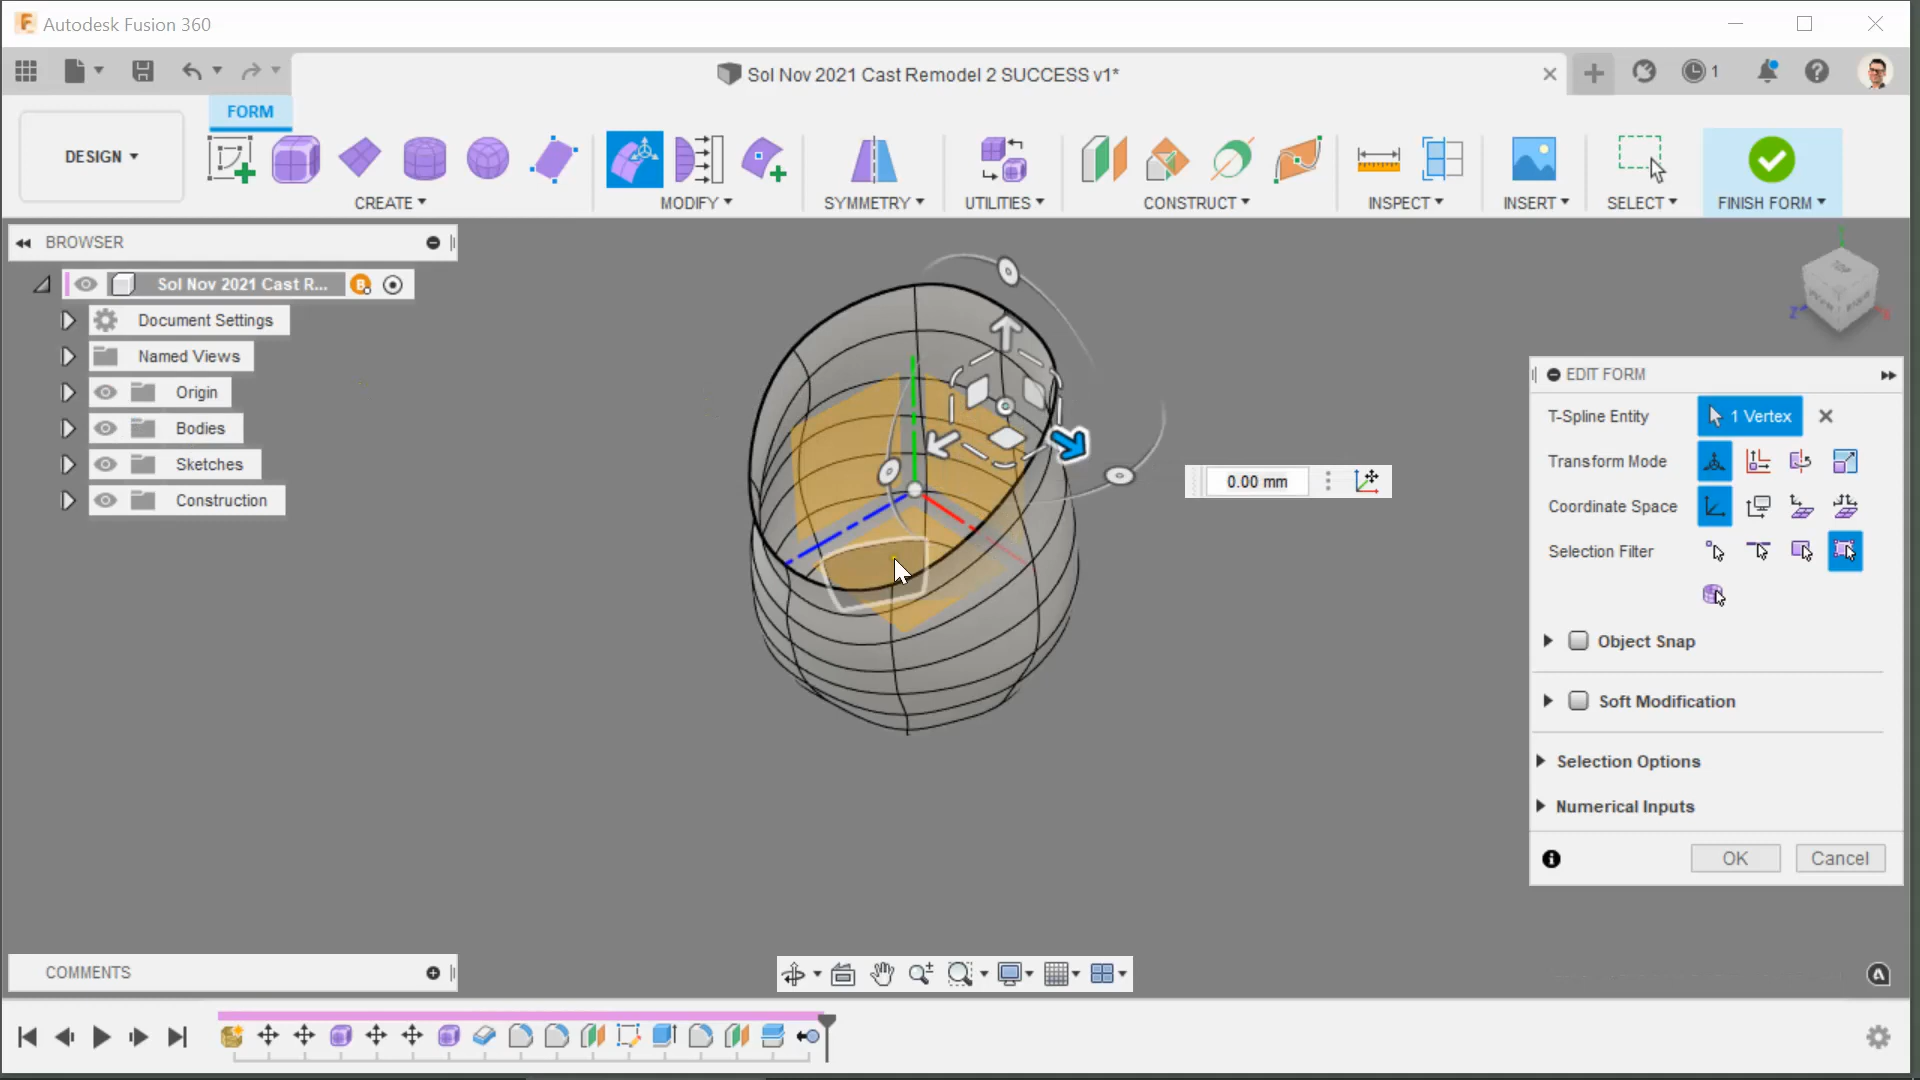 Autodesk Fusion 360
Sol Nov 2021 Cast Remodel 2 SUCCESS v1*
1
FORM
DESIGN
CREATE
MODIFY
SYMMETRY
UTILITIES
CONSTRUCT
INSPECT
INSERT
SELECT
FINISH FORM
BROWSER
Sol Nov 2021 Cast R...
Document Settings
Named Views
Origin
Bodies
Sketches
Construction
0.00 mm
EDIT FORM
T-Spline Entity
1 Vertex
Transform Mode
Coordinate Space
Selection Filter
Object Snap
Soft Modification
Selection Options
Numerical Inputs
OK
Cancel
COMMENTS